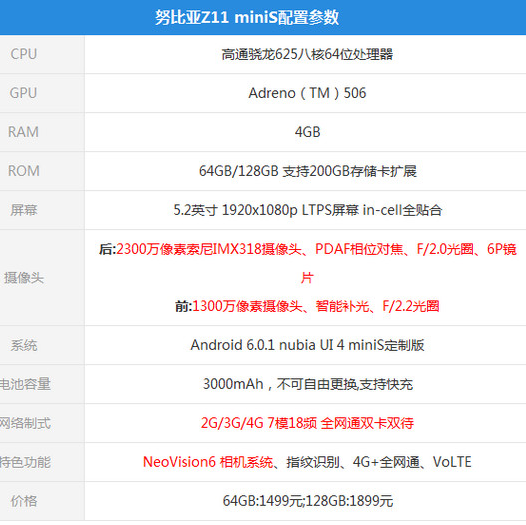 努比亚Z11 miniS配置参数
CPU 高通骁龙625八核64位处理器
GPU Adreno（TM）506
RAM 4GB
ROM 64GB/128GB 支持200GB存储卡扩展
屏幕 5.2英寸 1920x1080p LTPS屏幕 in-cell全贴合
摄像头 后:2300万像素索尼IMX318摄像头、PDAF相位对焦、F/2.0光圈、6P镜
片
前:1300万像素摄像头、智能补光、F/2.2光圈
系统 Android 6.0.1 nubia UI 4 miniS定制版
电池容量 3000mAh，不可自由更换,支持快充
网络制式 2G/3G/4G 7模18频 全网通双卡双待
特色功能 NeoVision6 相机系统、指纹识别、4G+全网通、VoLTE
价格 64GB:1499元;128GB:1899元